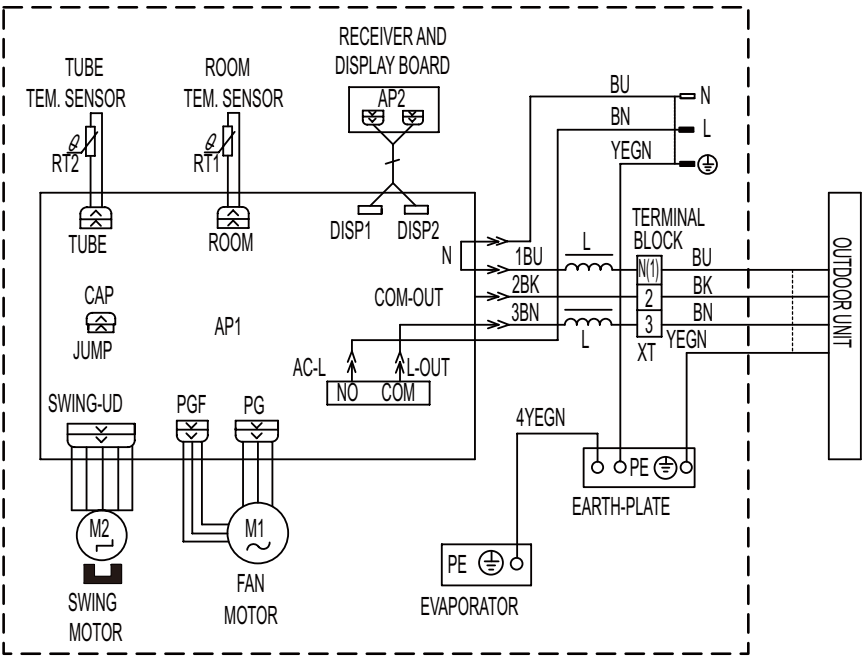 TUBE
TEM. SENSOR
RT2
ROOM
TEM. SENSOR
RT1
RECEIVER AND
DISPLAY BOARD
AP2
DISP1
DISP2
TUBE
ROOM
CAP
JUMP
AP1
N
COM-OUT
AC-L
L-OUT
NO
COM
SWING-UD
PGF
PG
M2
SWING
MOTOR
M1
FAN
MOTOR
BU
N
BN
L
YEGN
1BU
L
2BK
3BN
L
TERMINAL
BLOCK
N(1)
2
3
XT
BU
BK
BN
YEGN
OUTDOOR UNIT
4YEGN
PE
EARTH-PLATE
PE
EVAPORATOR